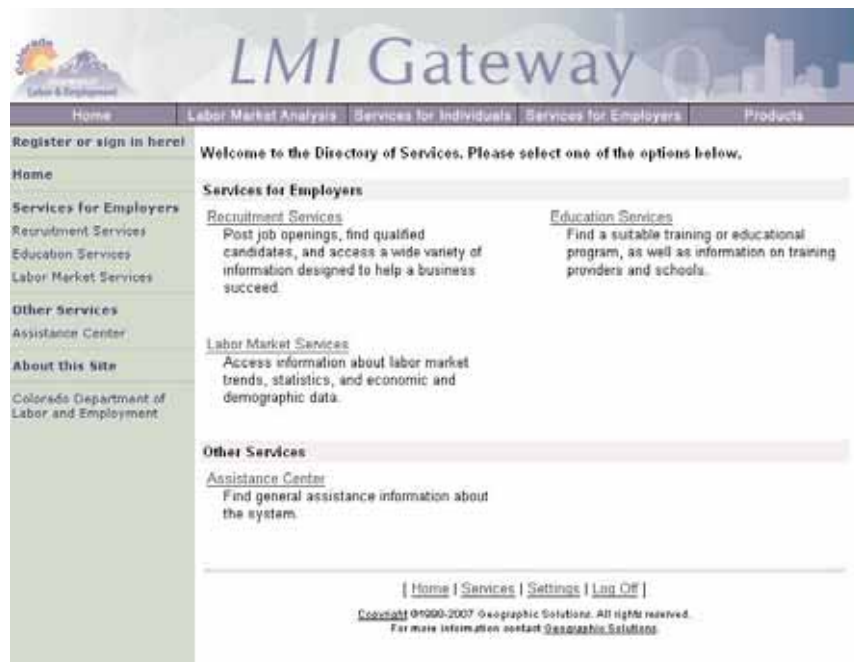 Colorado
Labor & Employment
LMI Gateway
Home Labor Market Analysis Services for Individuals Services for Employers Products
Register or sign in here!
Home
Services for Employers
Recruitment Services
Education Services
Labor Market Services
Other Services
Assistance Center
About this Site
Colorado Department of
Labor and Employment
Welcome to the Directory of Services. Please select one of the options below.
Services for Employers
Recruitment Services
Post job openings, find qualified
candidates, and access a wide variety of
information designed to help a business
succeed.
Education Services
Find a suitable training or educational
program, as well as information on training
providers and schools.
Labor Market Services
Access information about labor market
trends, statistics, and economic and
demographic data.
Other Services
Assistance Center
Find general assistance information about
the system.
[ Home | Services | Settings | Log Off ]
Copyright ©1998-2007 Geographic Solutions. All rights reserved.
For more information contact Geographic Solutions.